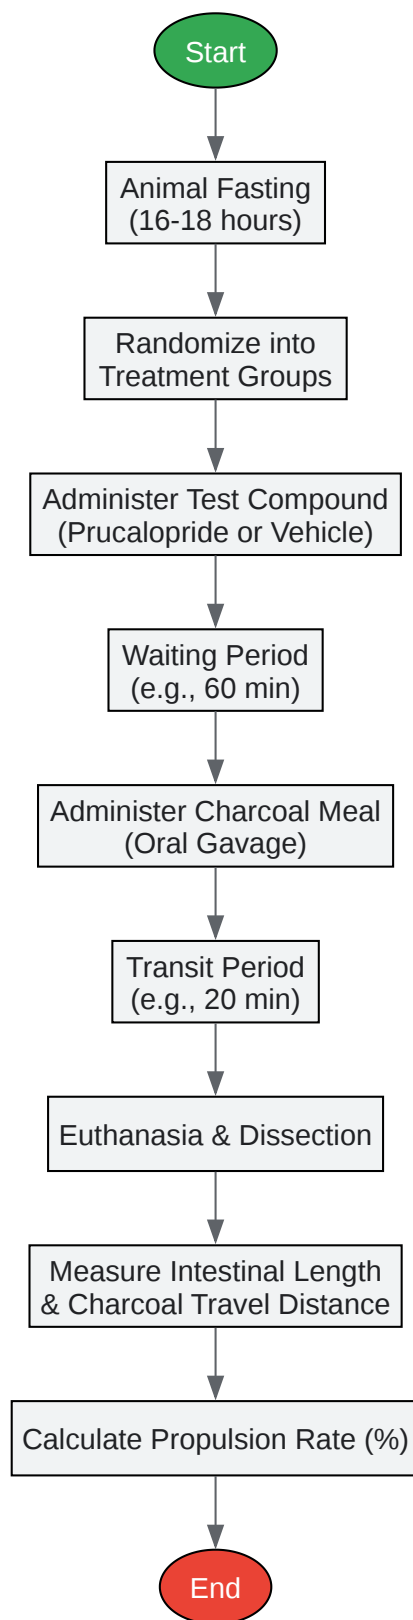 Start
Animal Fasting
(16-18 hours)
Randomize into
Treatment Groups
Administer Test Compound
(Prucalopride or Vehicle)
Waiting Period
(e.g., 60 min)
Administer Charcoal Meal
(Oral Gavage)
Transit Period
(e.g., 20 min)
Euthanasia & Dissection
Measure Intestinal Length
& Charcoal Travel Distance
Calculate Propulsion Rate (%)
End